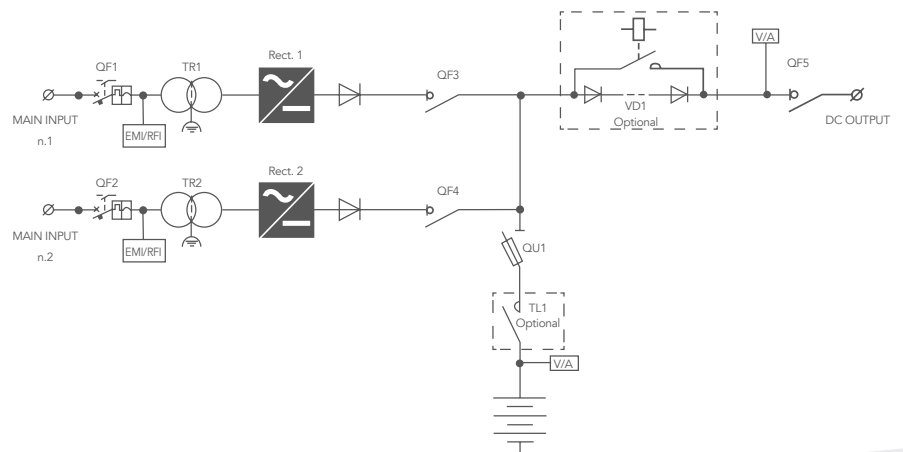 V/A
QF1
TR1
Rect. 1
QF3
QF5
VD1
Optional
MAIN INPUT
n.1
EMI/RFI
DC OUTPUT
QF2
TR2
Rect. 2
QF4
MAIN INPUT
n.2
EMI/RFI
QU1
TL1
Optional
V/A